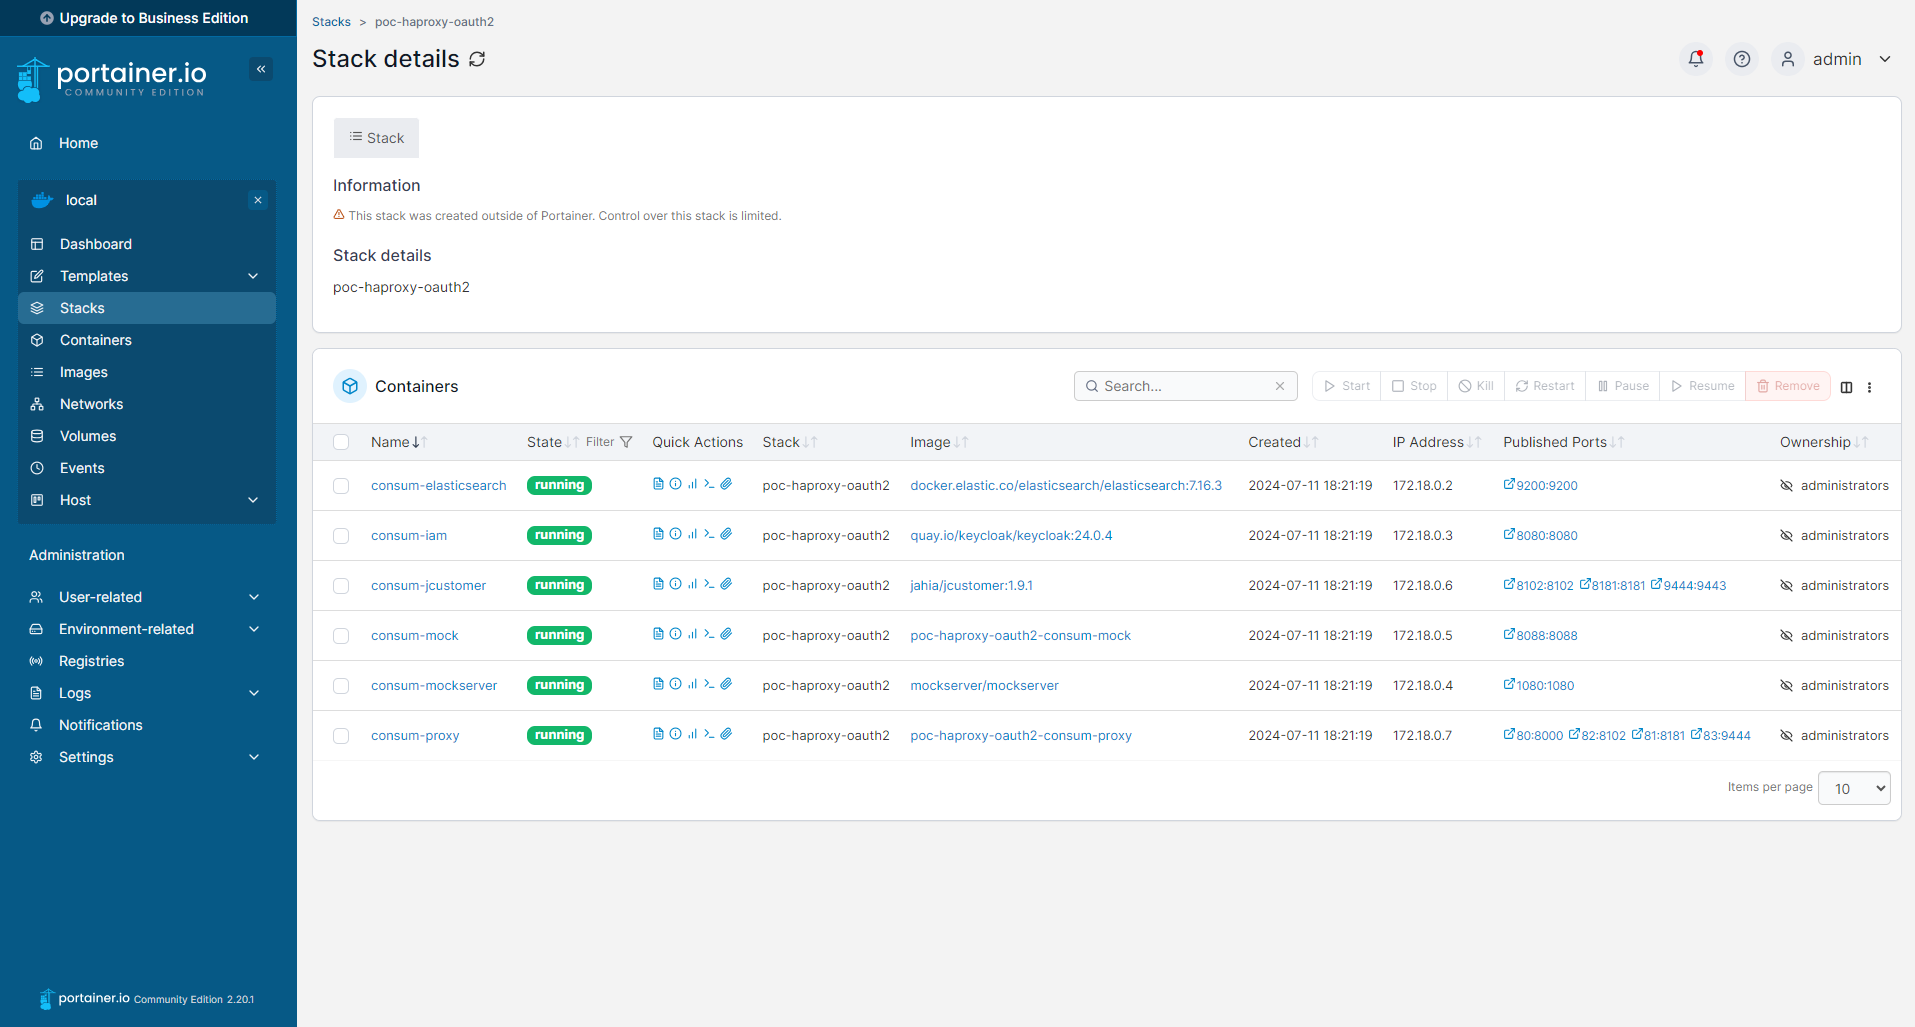 Upgrade to Business Edition
portainer.io
COMMUNITY EDITION
Home
local
Dashboard
Templates
Stacks
Containers
Images
Networks
Volumes
Events
Host
Administration
User-related
Environment-related
Registries
Logs
Notifications
Settings
portainer.io Community Edition 2.20.1
Stacks > poc-haproxy-oauth2
Stack details
admin
Stack
Information
This stack was created outside of Portainer. Control over this stack is limited.
Stack details
poc-haproxy-oauth2
Containers
Search... Start Stop Kill Restart Pause Resume Remove
Name State Filter Quick Actions Stack Image Created IP Address Published Ports Ownership
consum-elasticsearch running poc-haproxy-oauth2 docker.elastic.co/elasticsearch/elasticsearch:7.16.3 2024-07-11 18:21:19 172.18.0.2 9200:9200 administrators
consum-iam running poc-haproxy-oauth2 quay.io/keycloak/keycloak:24.0.4 2024-07-11 18:21:19 172.18.0.3 8080:8080 administrators
consum-jcustomer running poc-haproxy-oauth2 jahia/jcustomer:1.9.1 2024-07-11 18:21:19 172.18.0.6 8102:8102 8181:8181 9444:9443 administrators
consum-mock running poc-haproxy-oauth2 poc-haproxy-oauth2-consum-mock 2024-07-11 18:21:19 172.18.0.5 8088:8088 administrators
consum-mockserver running poc-haproxy-oauth2 mockserver/mockserver 2024-07-11 18:21:19 172.18.0.4 1080:1080 administrators
consum-proxy running poc-haproxy-oauth2 poc-haproxy-oauth2-consum-proxy 2024-07-11 18:21:19 172.18.0.7 80:8000 82:8102 81:8181 83:9444 administrators
Items per page 10